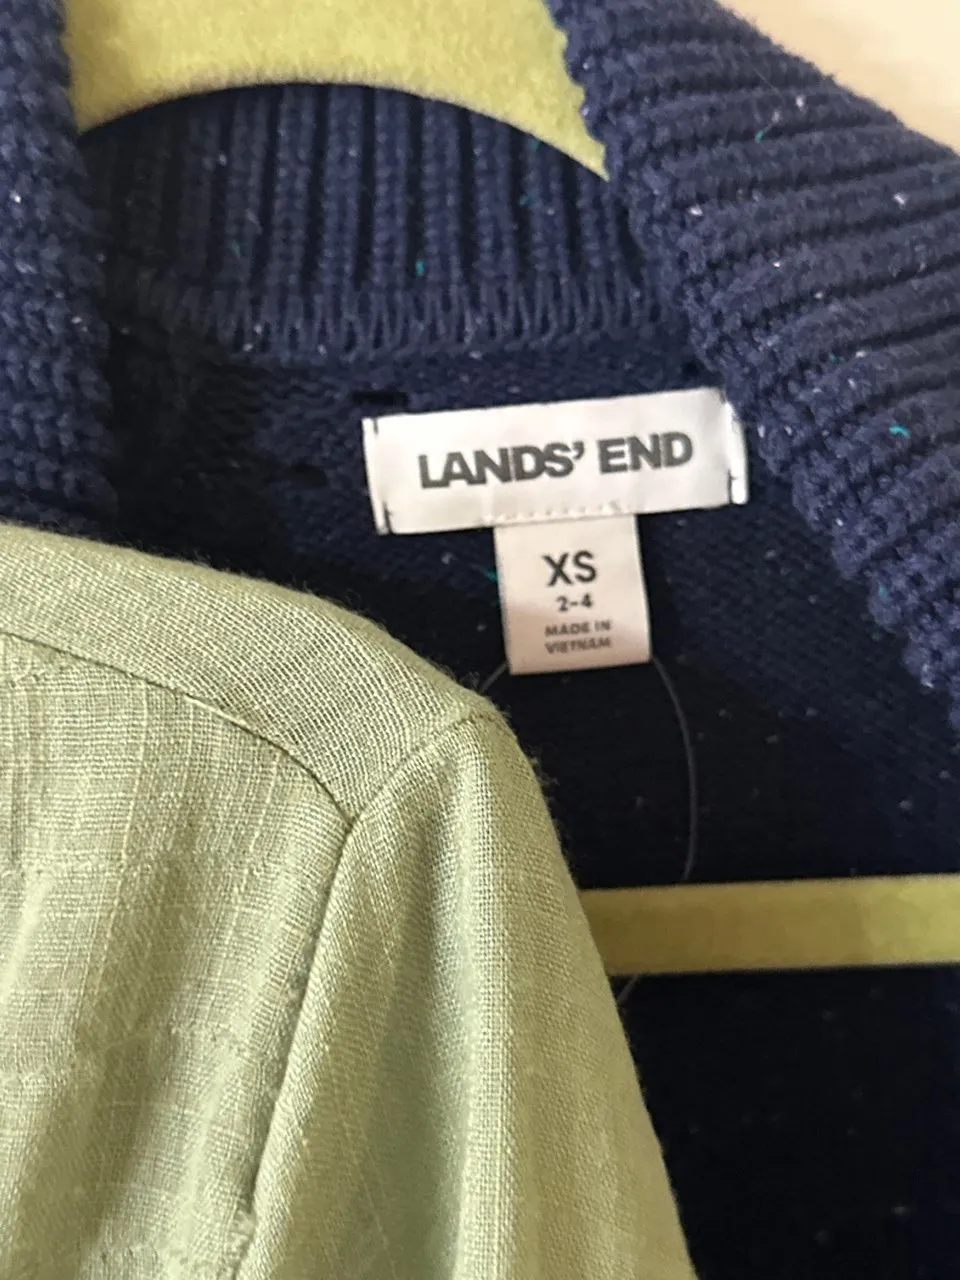 LANDS' END
XS
2-4
MADE IN
VIETNAM